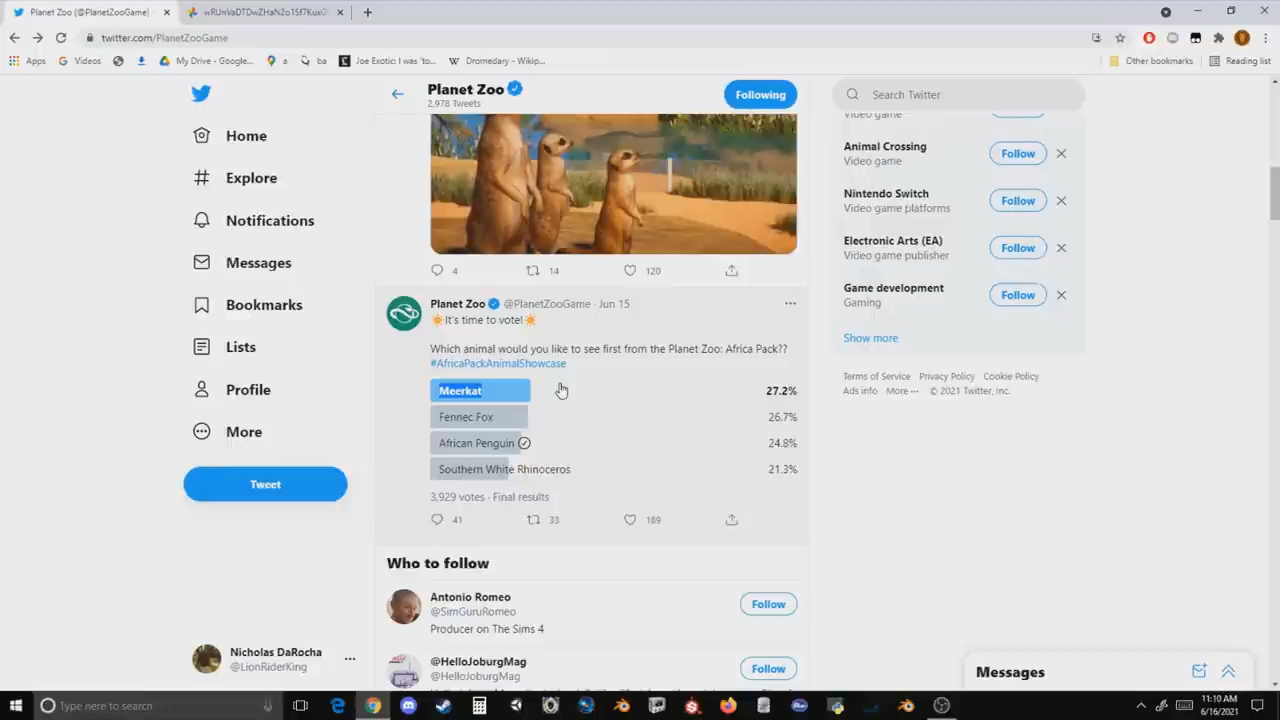 Planet Zoo (@PlanetZooGame)
wRUnVaDTDwZHaN2o15f7Kux
twitter.com/PlanetZooGame
Apps
Videos
My Drive - Google...
a
ba
Joe Exotic I was 'to...
Dromedary - Wikip...
Other bookmarks
Reading list
Home
Explore
Notifications
Messages
Bookmarks
Lists
Profile
More
Tweet
Nicholas DaRocha
@LionRiderKing
Planet Zoo
2,978 Tweets
Following
4 14 120
Planet Zoo @PlanetZooGame · Jun 15
☀️It's time to vote!☀️
Which animal would you like to see first from the Planet Zoo: Africa Pack??
#AfricaPackAnimalShowcase
Meerkat 27.2%
Fennec Fox 26.7%
African Penguin 24.8%
Southern White Rhinoceros 21.3%
3,929 votes · Final results
41 33 189
Who to follow
Antonio Romeo
@SimGuruRomeo
Follow
Producer on The Sims 4
@HelloJoburgMag
@HelloJoburgMag
Follow
Search Twitter
Video game
Animal Crossing
Video game
Follow
Nintendo Switch
Video game platforms
Follow
Electronic Arts (EA)
Video game publisher
Follow
Game development
Gaming
Follow
Show more
Terms of Service Privacy Policy Cookie Policy
Ads info More ··· © 2021 Twitter, Inc.
Messages
Type here to search
11:10 AM
6/16/2021